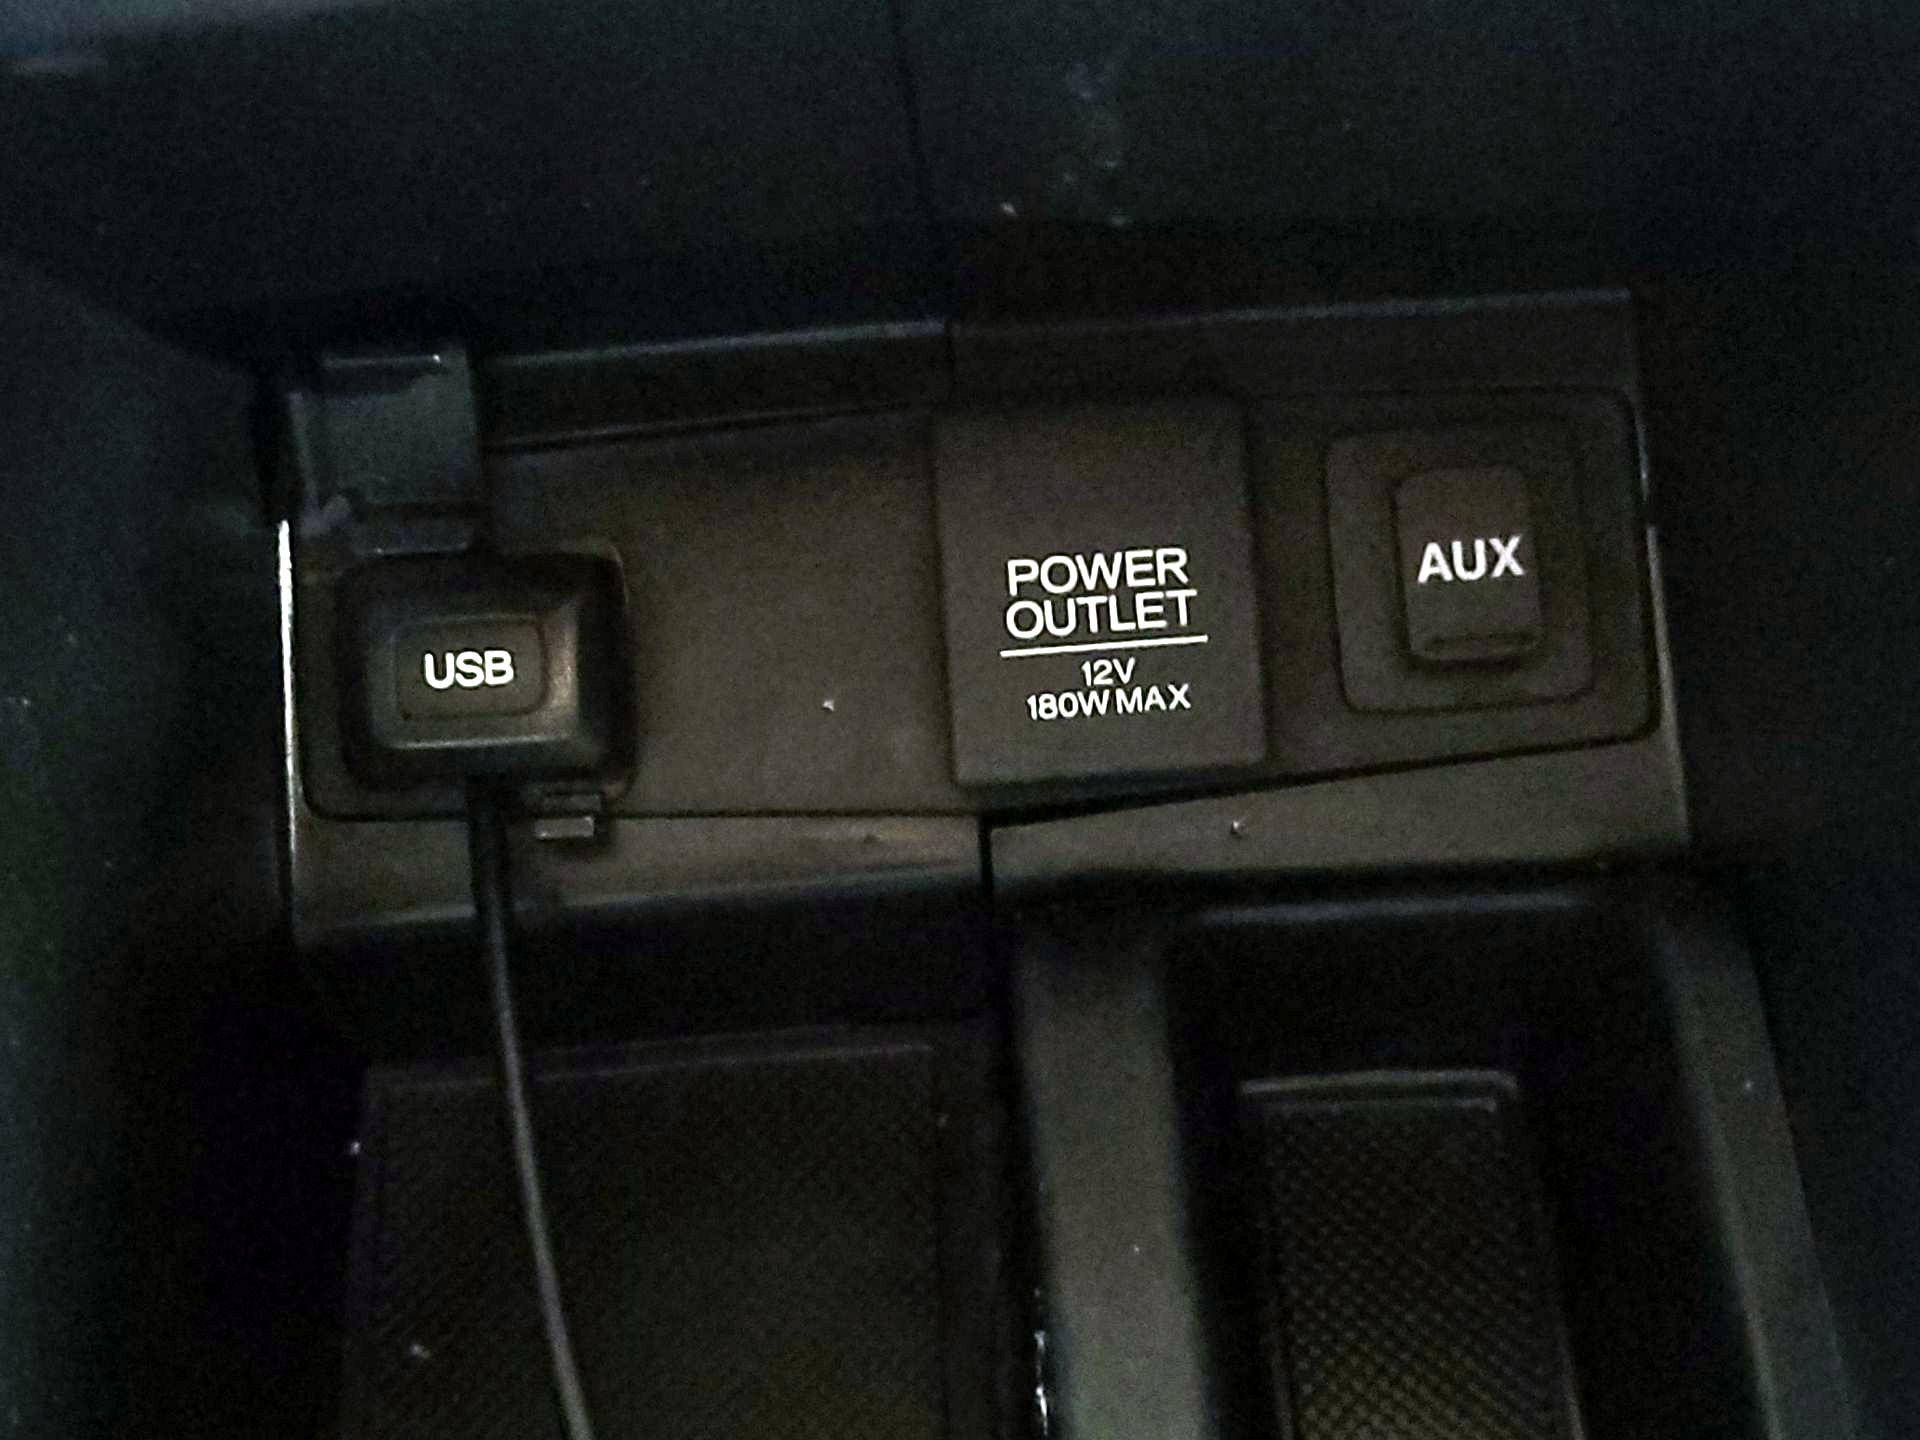 USB
POWER
OUTLET
12V
180W MAX
AUX